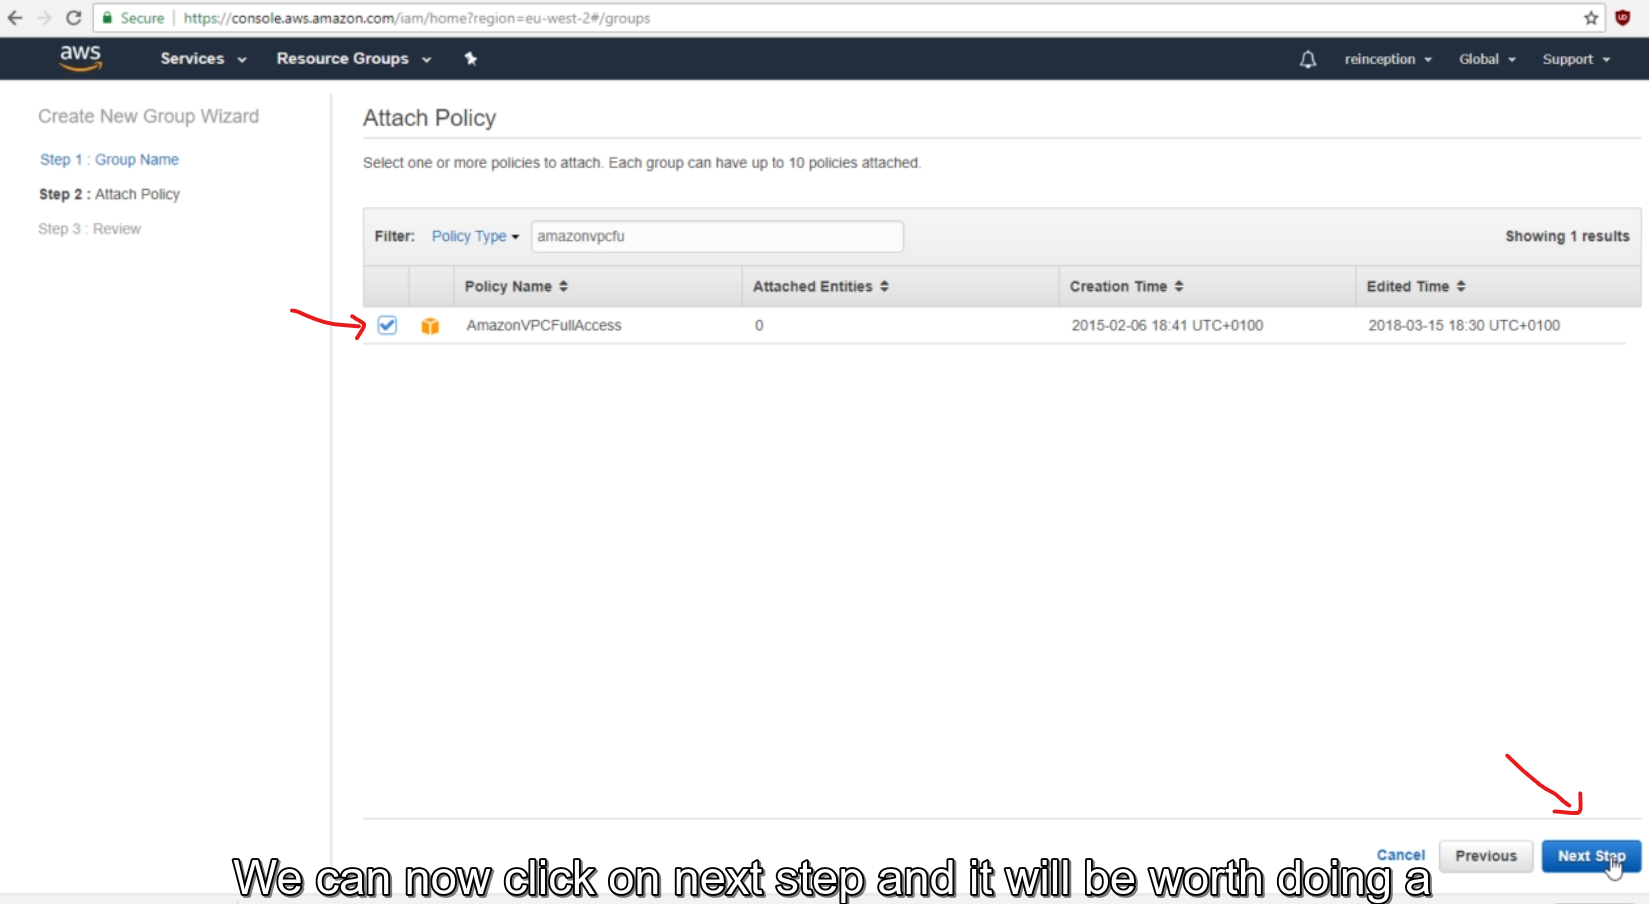 Secure | https://console.aws.amazon.com/iam/home?region=eu-west-2#/groups
aws Services Resource Groups reinception Global Support
Create New Group Wizard
Step 1 : Group Name
Step 2 : Attach Policy
Step 3 : Review
Attach Policy
Select one or more policies to attach. Each group can have up to 10 policies attached.
Filter: Policy Type amazonvpcfu Showing 1 results
Policy Name Attached Entities Creation Time Edited Time
AmazonVPCFullAccess 0 2015-02-06 18:41 UTC+0100 2018-03-15 18:30 UTC+0100
Cancel Previous Next Step
We can now click on next step and it will be worth doing a